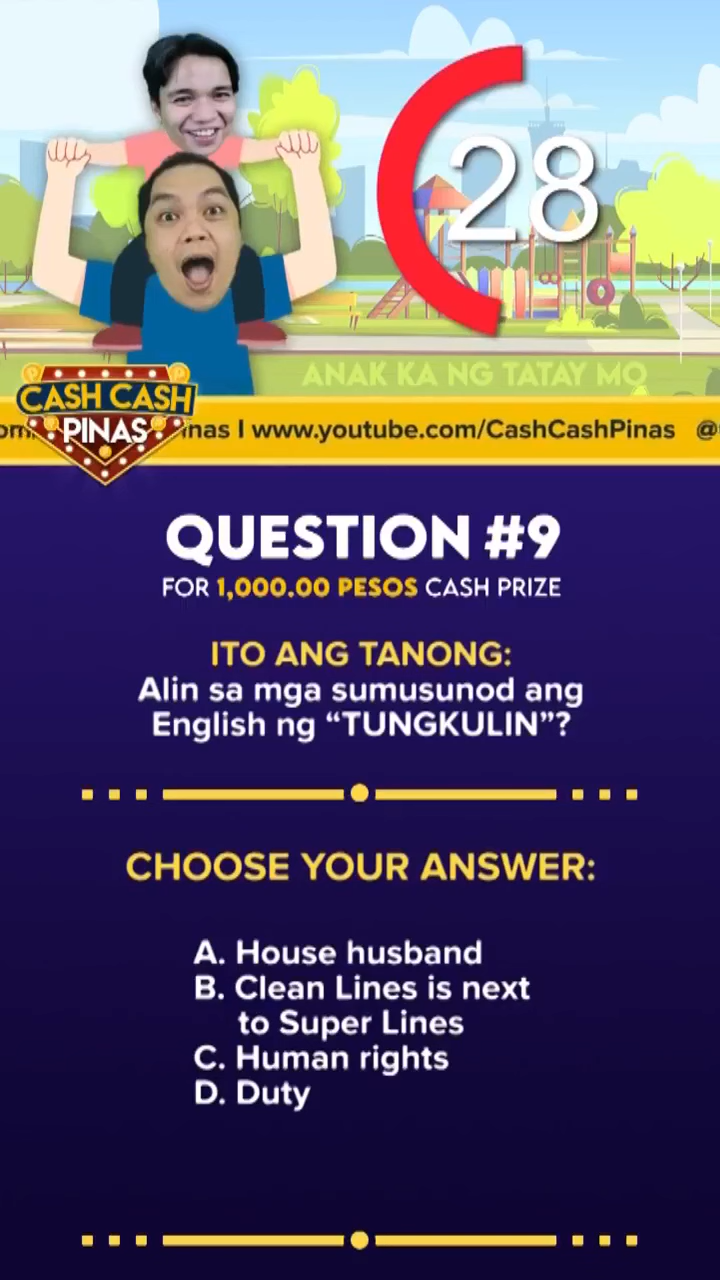 28
ANAK KA NG TATAY MO
CASH CASH
PINAS
inas I www.youtube.com/CashCashPinas @
QUESTION #9
FOR 1,000.00 PESOS CASH PRIZE
ITO ANG TANONG:
Alin sa mga sumusunod ang
English ng “TUNGKULIN”?
CHOOSE YOUR ANSWER:
A. House husband
B. Clean Lines is next
to Super Lines
C. Human rights
D. Duty